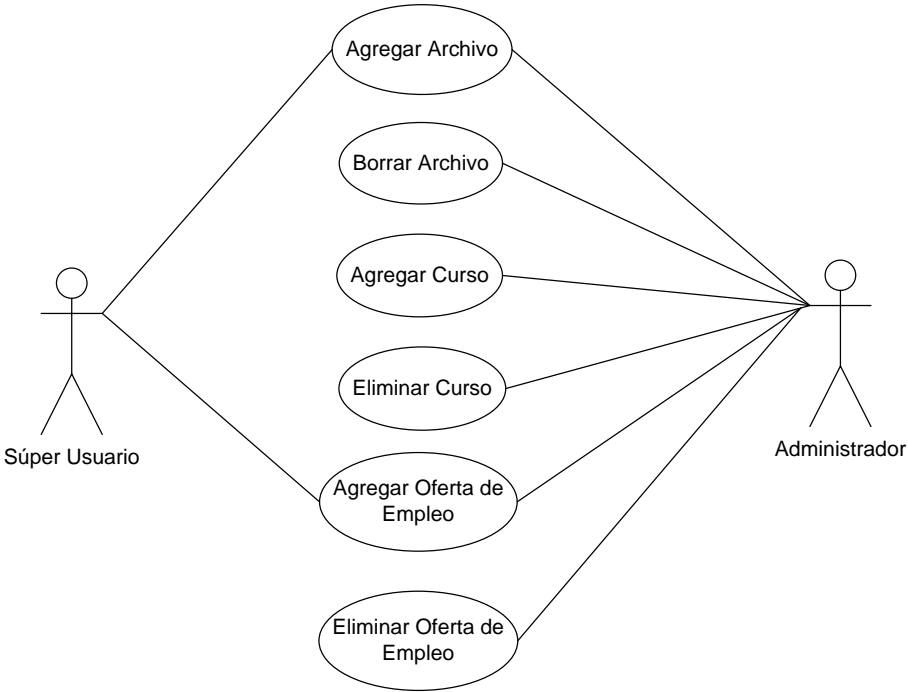 Agregar Archivo
Borrar Archivo
Agregar Curso
Eliminar Curso
Súper Usuario
Administrador
Agregar Oferta de
Empleo
Eliminar Oferta de
Empleo